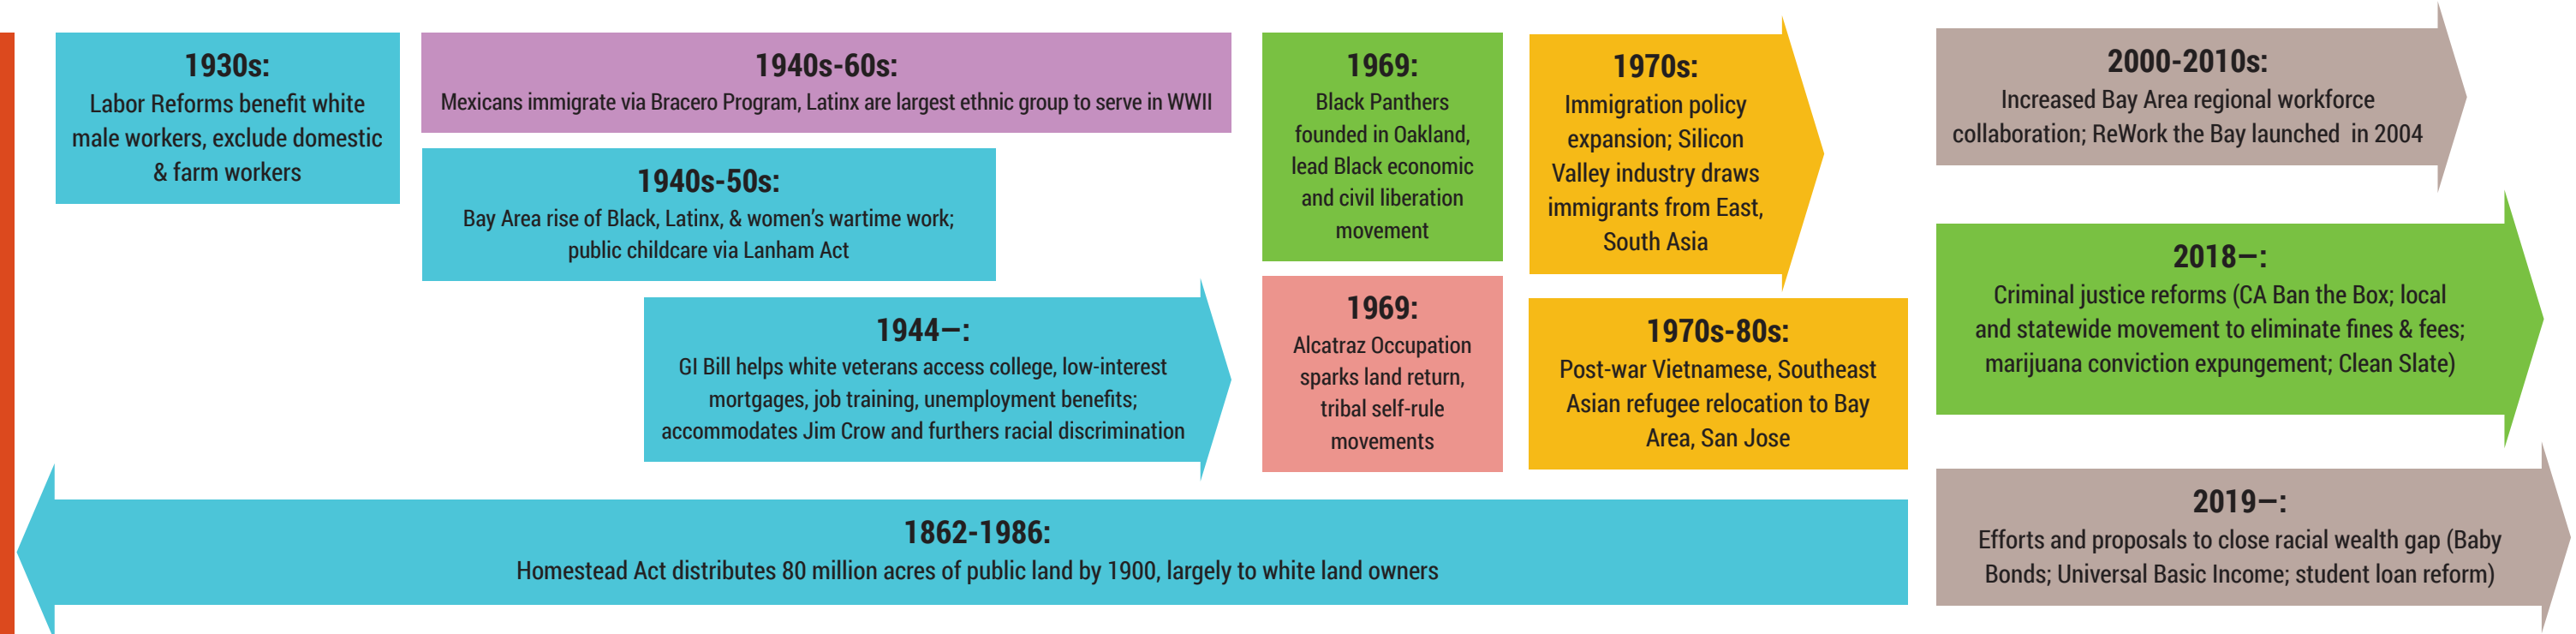 1930s:
Labor Reforms benefit white
male workers, exclude domestic
& farm workers
1940s-60s:
Mexicans immigrate via Bracero Program, Latinx are largest ethnic group to serve in WWII
1940s-50s:
Bay Area rise of Black, Latinx, & women's wartime work;
public childcare via Lanham Act
1944—:
GI Bill helps white veterans access college, low-interest
mortgages, job training, unemployment benefits;
accommodates Jim Crow and furthers racial discrimination
1969:
Black Panthers
founded in Oakland,
lead Black economic
and civil liberation
movement
1969:
Alcatraz Occupation
sparks land return,
tribal self-rule
movements
1970s:
Immigration policy
expansion; Silicon
Valley industry draws
immigrants from East,
South Asia
1970s-80s:
Post-war Vietnamese, Southeast
Asian refugee relocation to Bay
Area, San Jose
1862-1986:
Homestead Act distributes 80 million acres of public land by 1900, largely to white land owners
2000-2010s:
Increased Bay Area regional workforce
collaboration; ReWork the Bay launched in 2004
2018—:
Criminal justice reforms (CA Ban the Box; local
and statewide movement to eliminate fines & fees;
marijuana conviction expungement; Clean Slate)
2019—:
Efforts and proposals to close racial wealth gap (Baby
Bonds; Universal Basic Income; student loan reform)